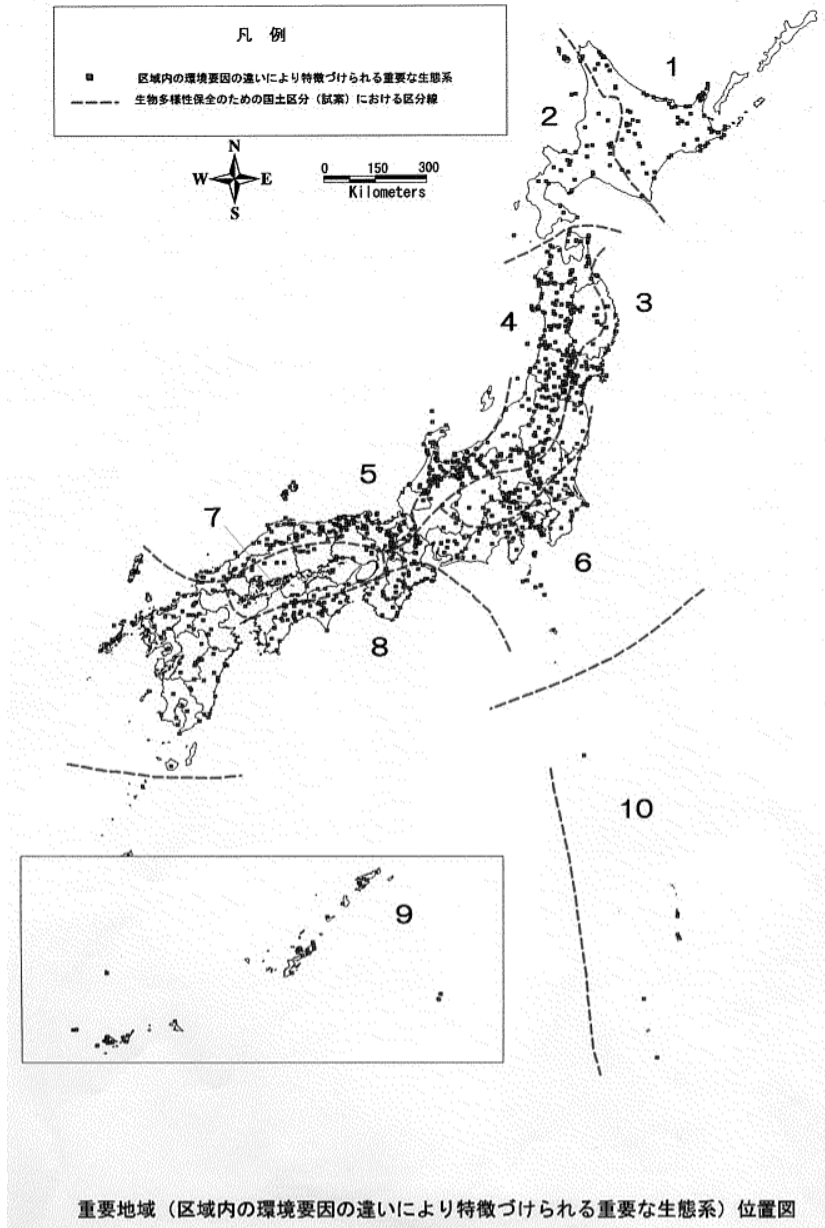 凡 例
区域内の環境要因の違いにより特徴づけられる重要な生態系
生物多様性保全のための国土区分（試案）における区分線
N
W E
S
0 150 300
Kilometers
1
2
3
4
5
6
7
8
9
10
重要地域（区域内の環境要因の違いにより特徴づけられる重要な生態系）位置図